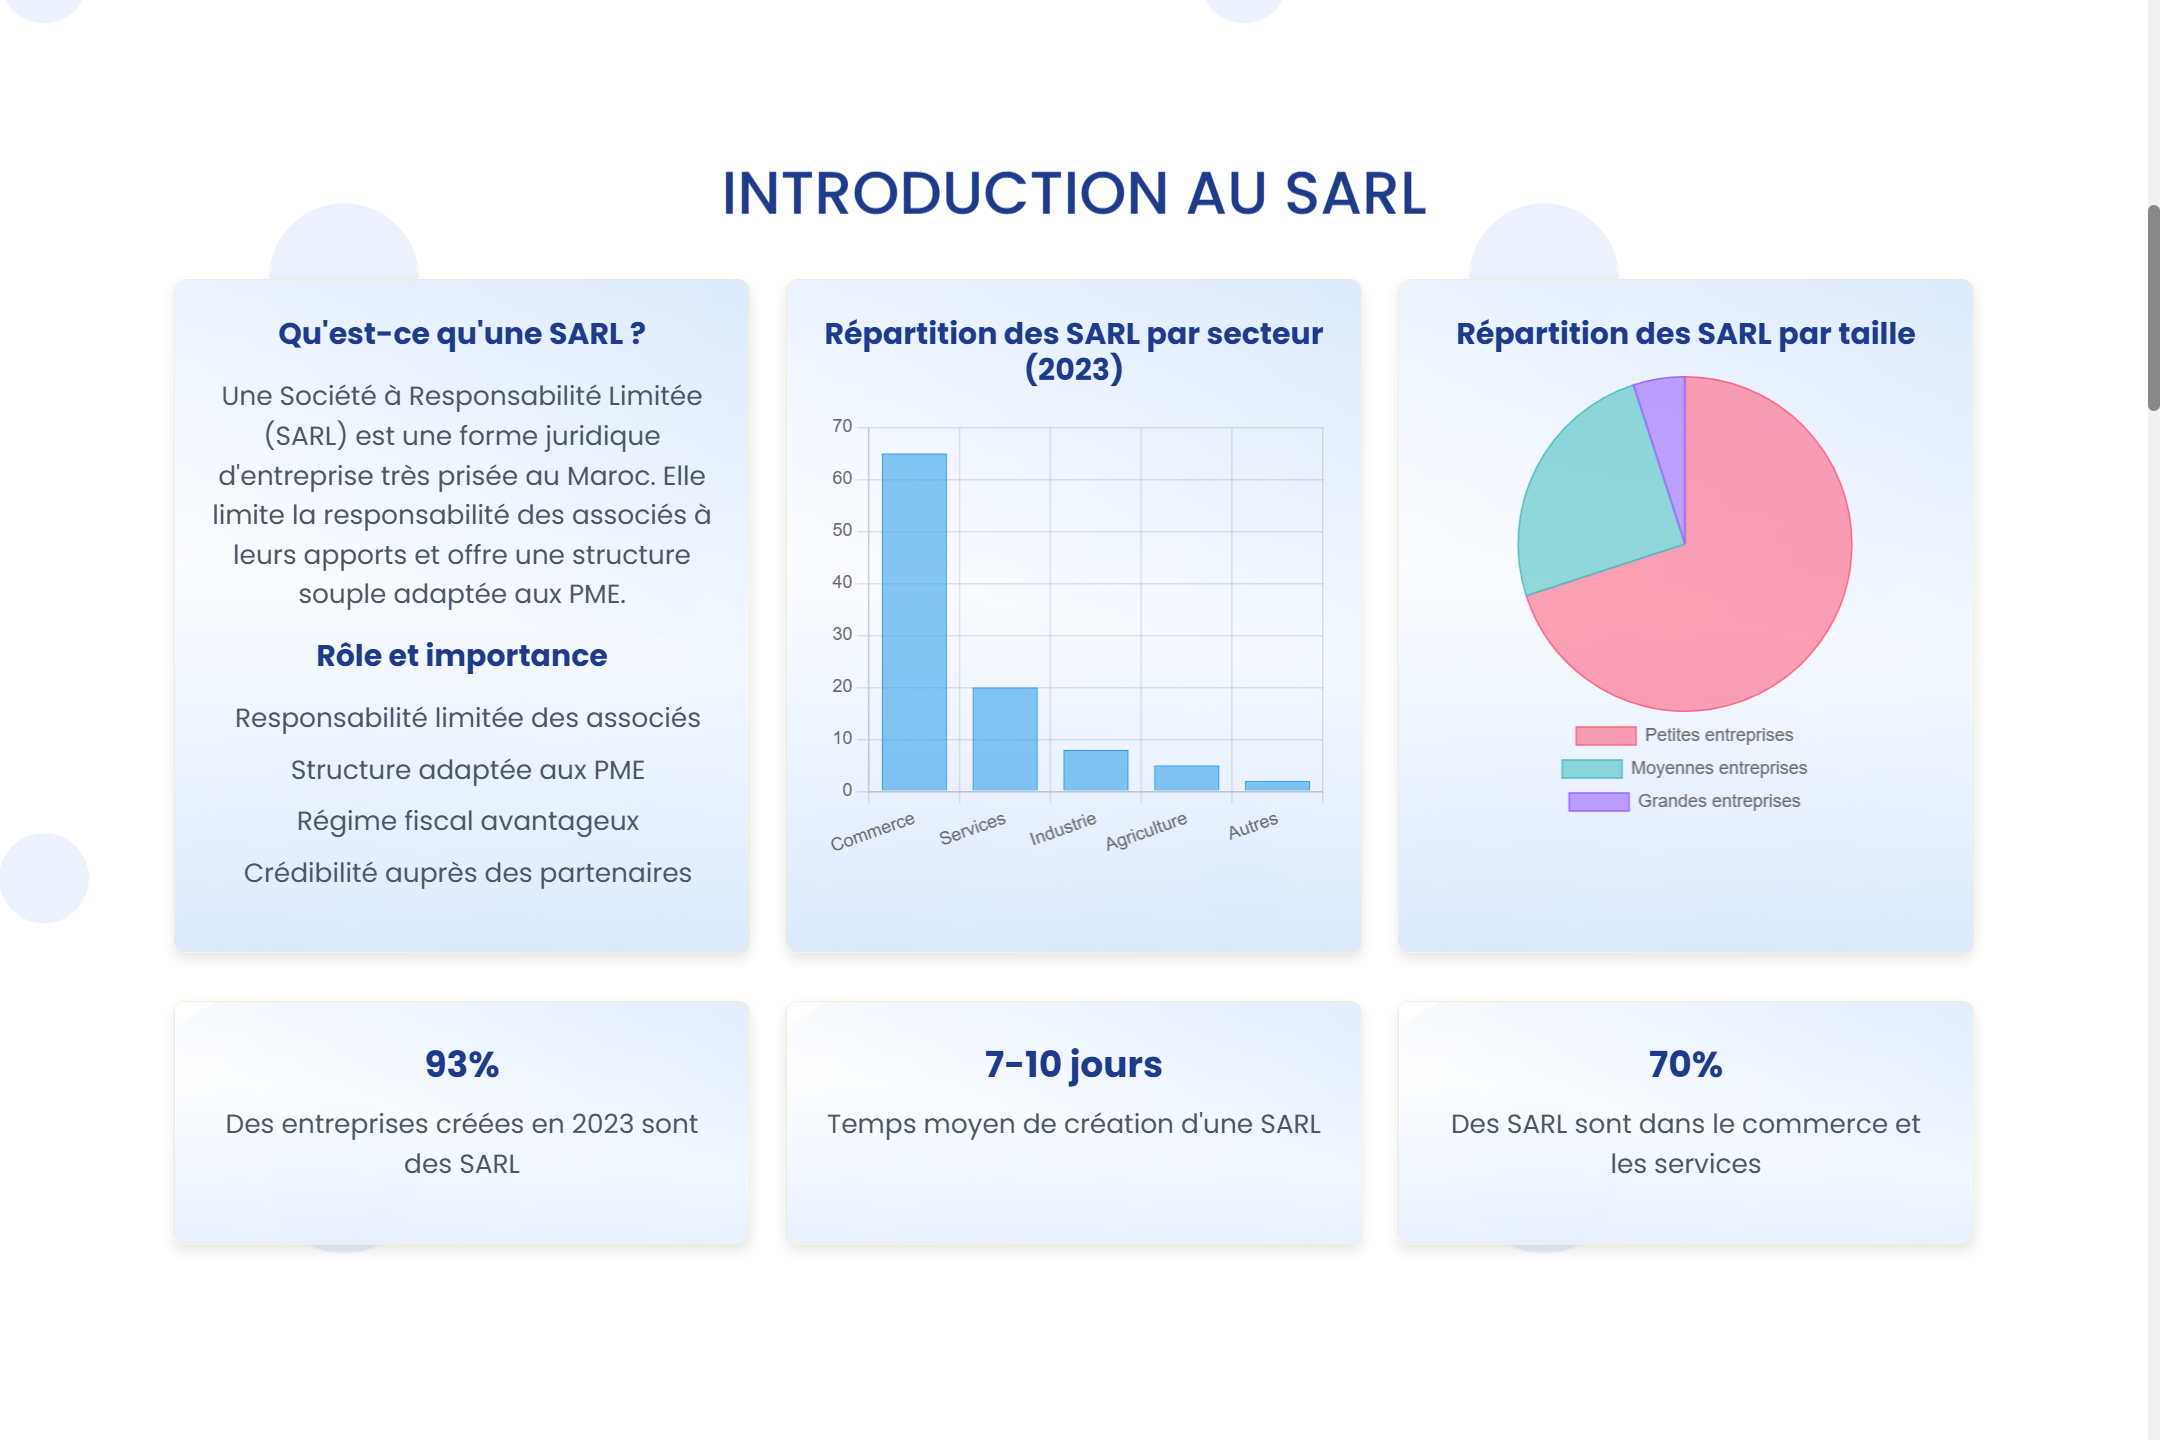 INTRODUCTION AU SARL
Qu'est-ce qu'une SARL ?
Une Société à Responsabilité Limitée
(SARL) est une forme juridique
d'entreprise très prisée au Maroc. Elle
limite la responsabilité des associés à
leurs apports et offre une structure
souple adaptée aux PME.
Rôle et importance
Responsabilité limitée des associés
Structure adaptée aux PME
Régime fiscal avantageux
Crédibilité auprès des partenaires
Répartition des SARL par secteur
(2023)
70
60
50
40
30
20
10
0
Commerce
Services
Industrie
Agriculture
Autres
Répartition des SARL par taille
Petites entreprises
Moyennes entreprises
Grandes entreprises
93%
Des entreprises créées en 2023 sont
des SARL
7-10 jours
Temps moyen de création d'une SARL
70%
Des SARL sont dans le commerce et
les services